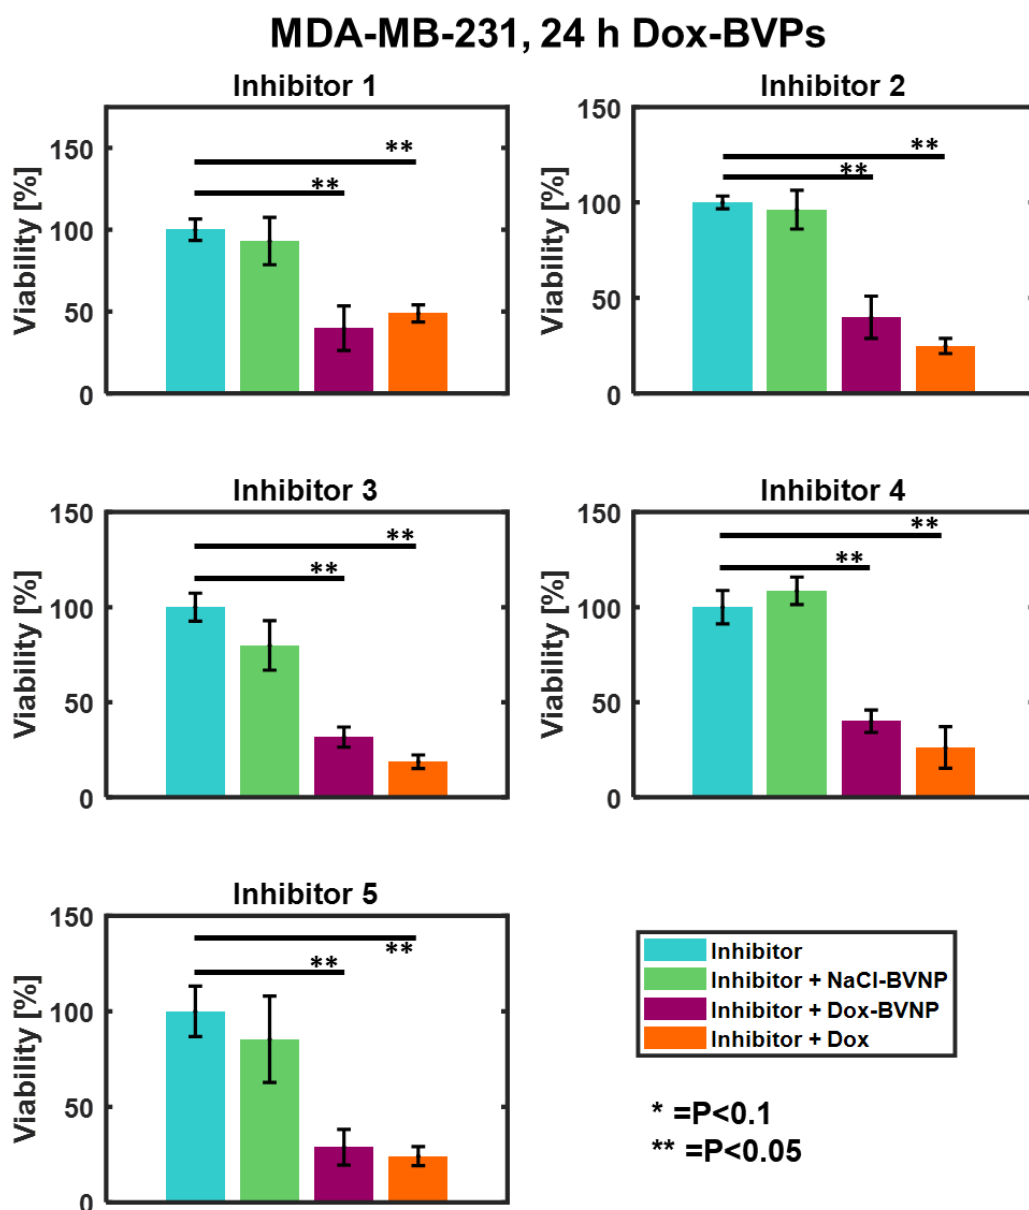 MDA-MB-231, 24 h Dox-BVPs
Inhibitor 1
Viability [%]
150
100
50
0
**
**
Inhibitor 2
Viability [%]
150
100
50
0
**
**
Inhibitor 3
Viability [%]
150
100
50
0
**
**
Inhibitor 4
Viability [%]
150
100
50
0
**
**
Inhibitor 5
Viability [%]
150
100
50
0
**
**
Inhibitor
Inhibitor + NaCl-BVNP
Inhibitor + Dox-BVNP
Inhibitor + Dox
* =P<0.1
** =P<0.05